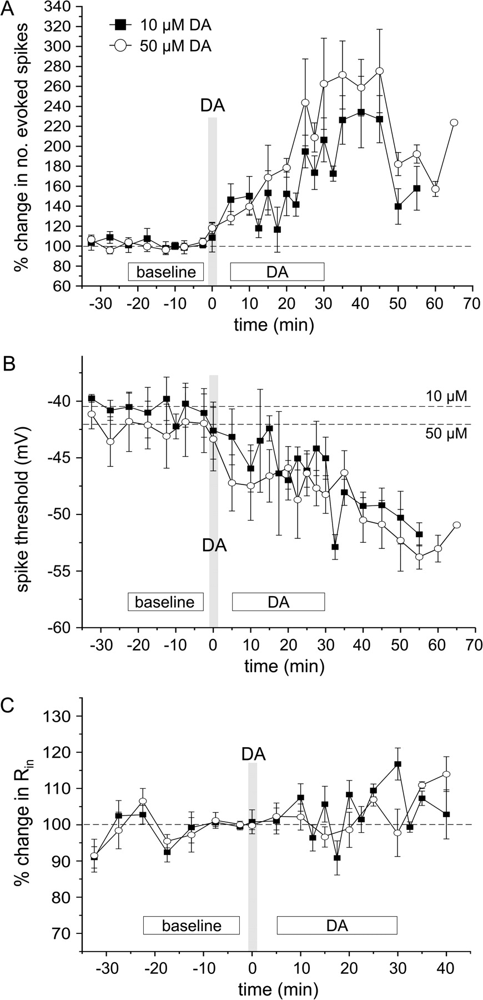 A
% change in no. evoked spikes
340
320
300
280
260
240
220
200
180
160
140
120
100
80
60
10 µM DA
50 µM DA
DA
baseline
DA
-30
-20
-10
0
10
20
30
40
50
60
70
time (min)
B
spike threshold (mV)
-40
-45
-50
-55
-60
10 µM
50 µM
DA
baseline
DA
-30
-20
-10
0
10
20
30
40
50
60
70
time (min)
C
% change in Rin
130
120
110
100
90
80
70
DA
baseline
DA
-30
-20
-10
0
10
20
30
40
time (min)